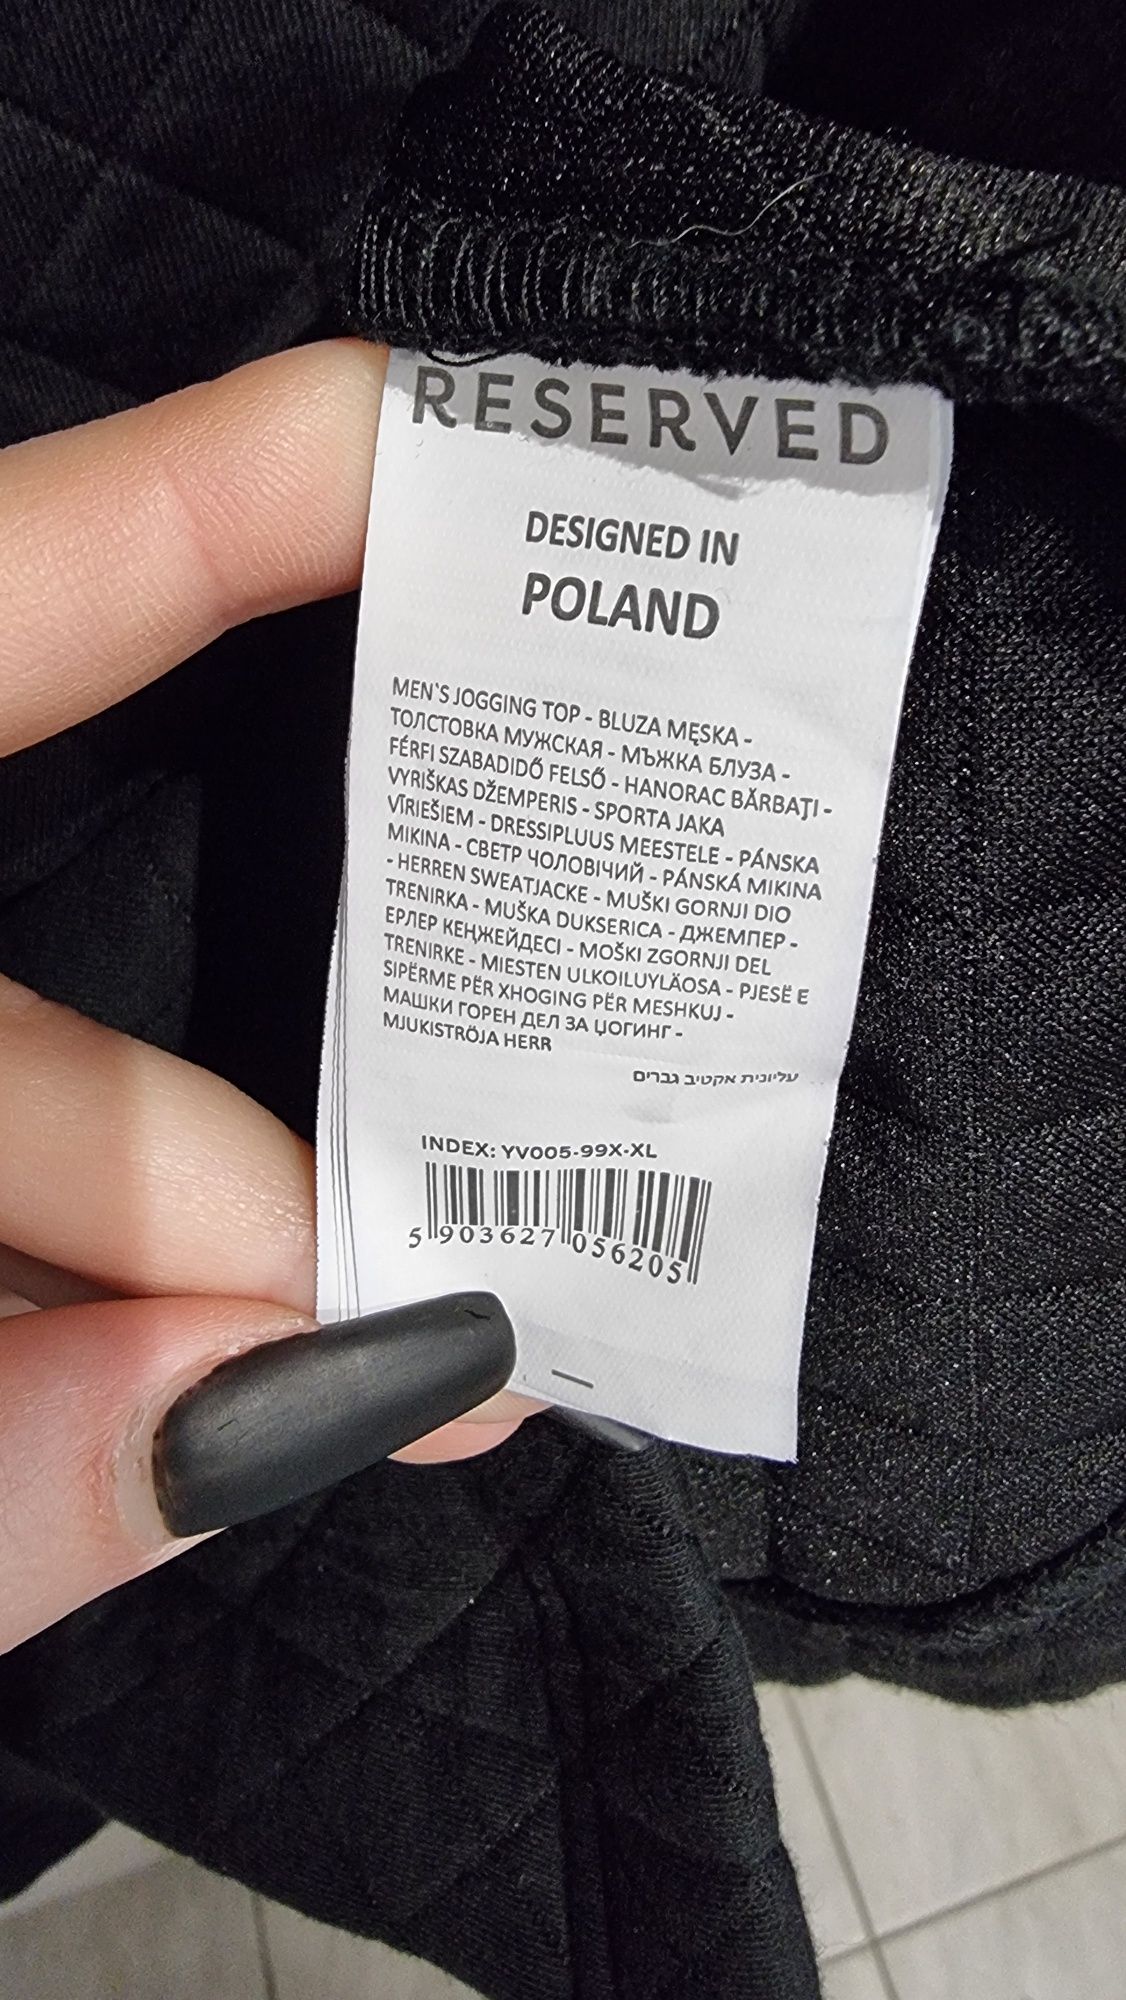 RESERVED
DESIGNED IN
POLAND
MEN`S JOGGING TOP - BLUZA MĘSKA -
ТОЛСТОВКА МУЖСКАЯ - МЪЖКА БЛУЗА -
FÉRFI SZABADIDŐ FELSŐ - HANORAC BĂRBAŢI -
VYRIŠKAS DŽEMPERIS - SPORTA JAKA
VĪRIEŠIEM - DRESSIPLUUS MEESTELE - PÁNSKA
MIKINA - СВЕТР ЧОЛОВІЧИЙ - PÁNSKÁ MIKINA
- HERREN SWEATJACKE - MUŠKI GORNJI DIO
TRENIRKA - MUŠKA DUKSERICA - ДЖЕМПЕР -
ЕРЛЕР КЕҢЖЕЙДЕСІ - MOŠKI ZGORNJI DEL
TRENIRKE - MIESTEN ULKOILUYLÄOSA - PJESË E
SIPËRME PËR XHOGING PËR MESHKUJ -
МАШКИ ГОРЕН ДЕЛ ЗА ЏОГИНГ -
MJUKISTRÖJA HERR
עליונית אקטיב גברים
INDEX: YV005-99X-XL
5 903627 056205